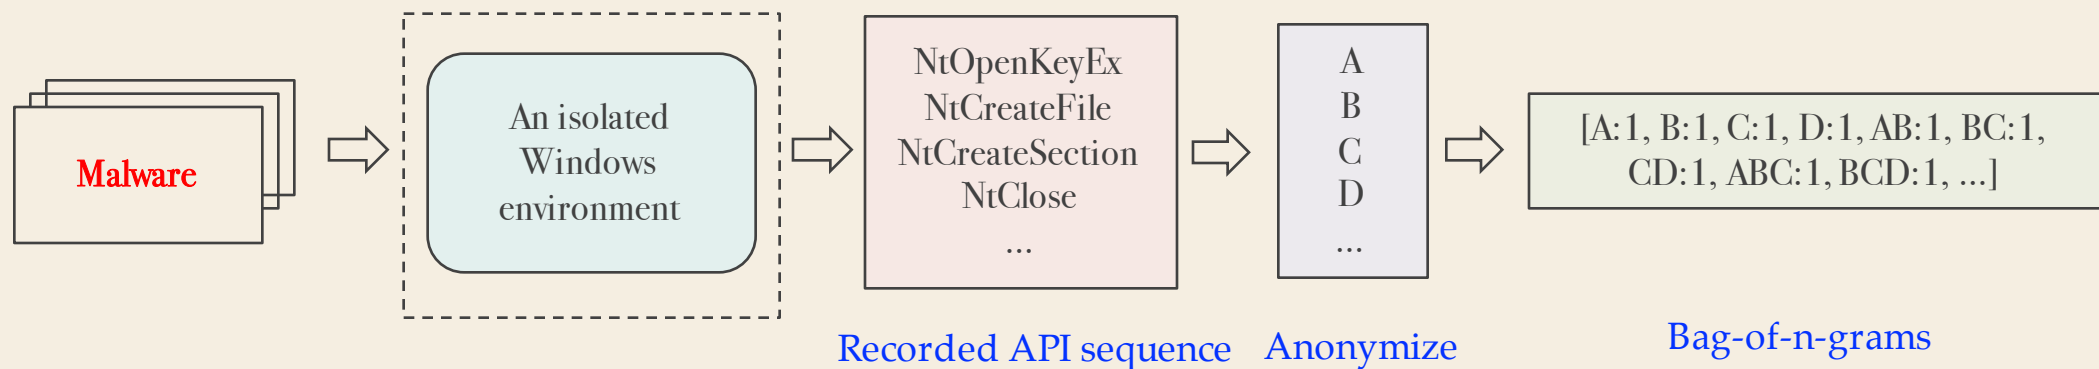 Malware
An isolated
Windows
environment
NtOpenKeyEx
NtCreateFile
NtCreateSection
NtClose
...
A
B
C
D
...
[A:1, B:1, C:1, D:1, AB:1, BC:1,
CD:1, ABC:1, BCD:1, ...]
Recorded API sequence
Anonymize
Bag-of-n-grams